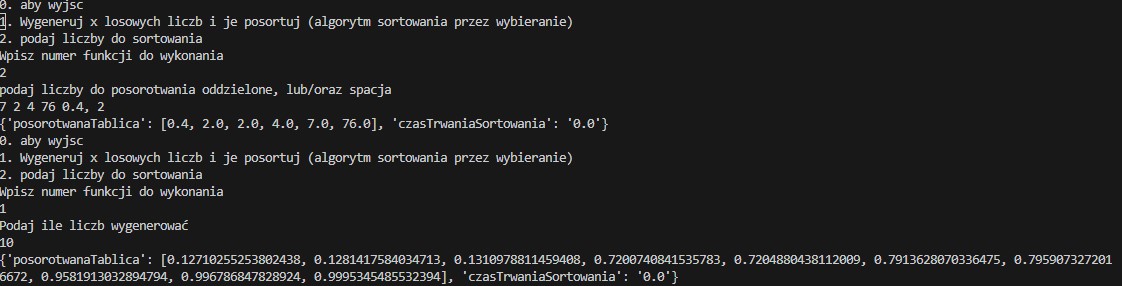 0. aby wyjsc
1. Wygeneruj x losowych liczb i je posortuj (algorytm sortowania przez wybieranie)
2. podaj liczby do sortowania
Wpisz numer funkcji do wykonania
2
podaj liczby do posorotwania oddzielone, lub/oraz spacja
7 2 4 76 0.4, 2
{'posorotwanaTablica': [0.4, 2.0, 2.0, 4.0, 7.0, 76.0], 'czasTrwaniaSortowania': '0.0'}
0. aby wyjsc
1. Wygeneruj x losowych liczb i je posortuj (algorytm sortowania przez wybieranie)
2. podaj liczby do sortowania
Wpisz numer funkcji do wykonania
1
Podaj ile liczb wygenerować
10
{'posorotwanaTablica': [0.12710255253802438, 0.1281417584034713, 0.1310978811459408, 0.7200740841535783, 0.7204880438112009, 0.7913628070336475, 0.795907327201
6672, 0.9581913032894794, 0.996786847828924, 0.9995345485532394], 'czasTrwaniaSortowania': '0.0'}